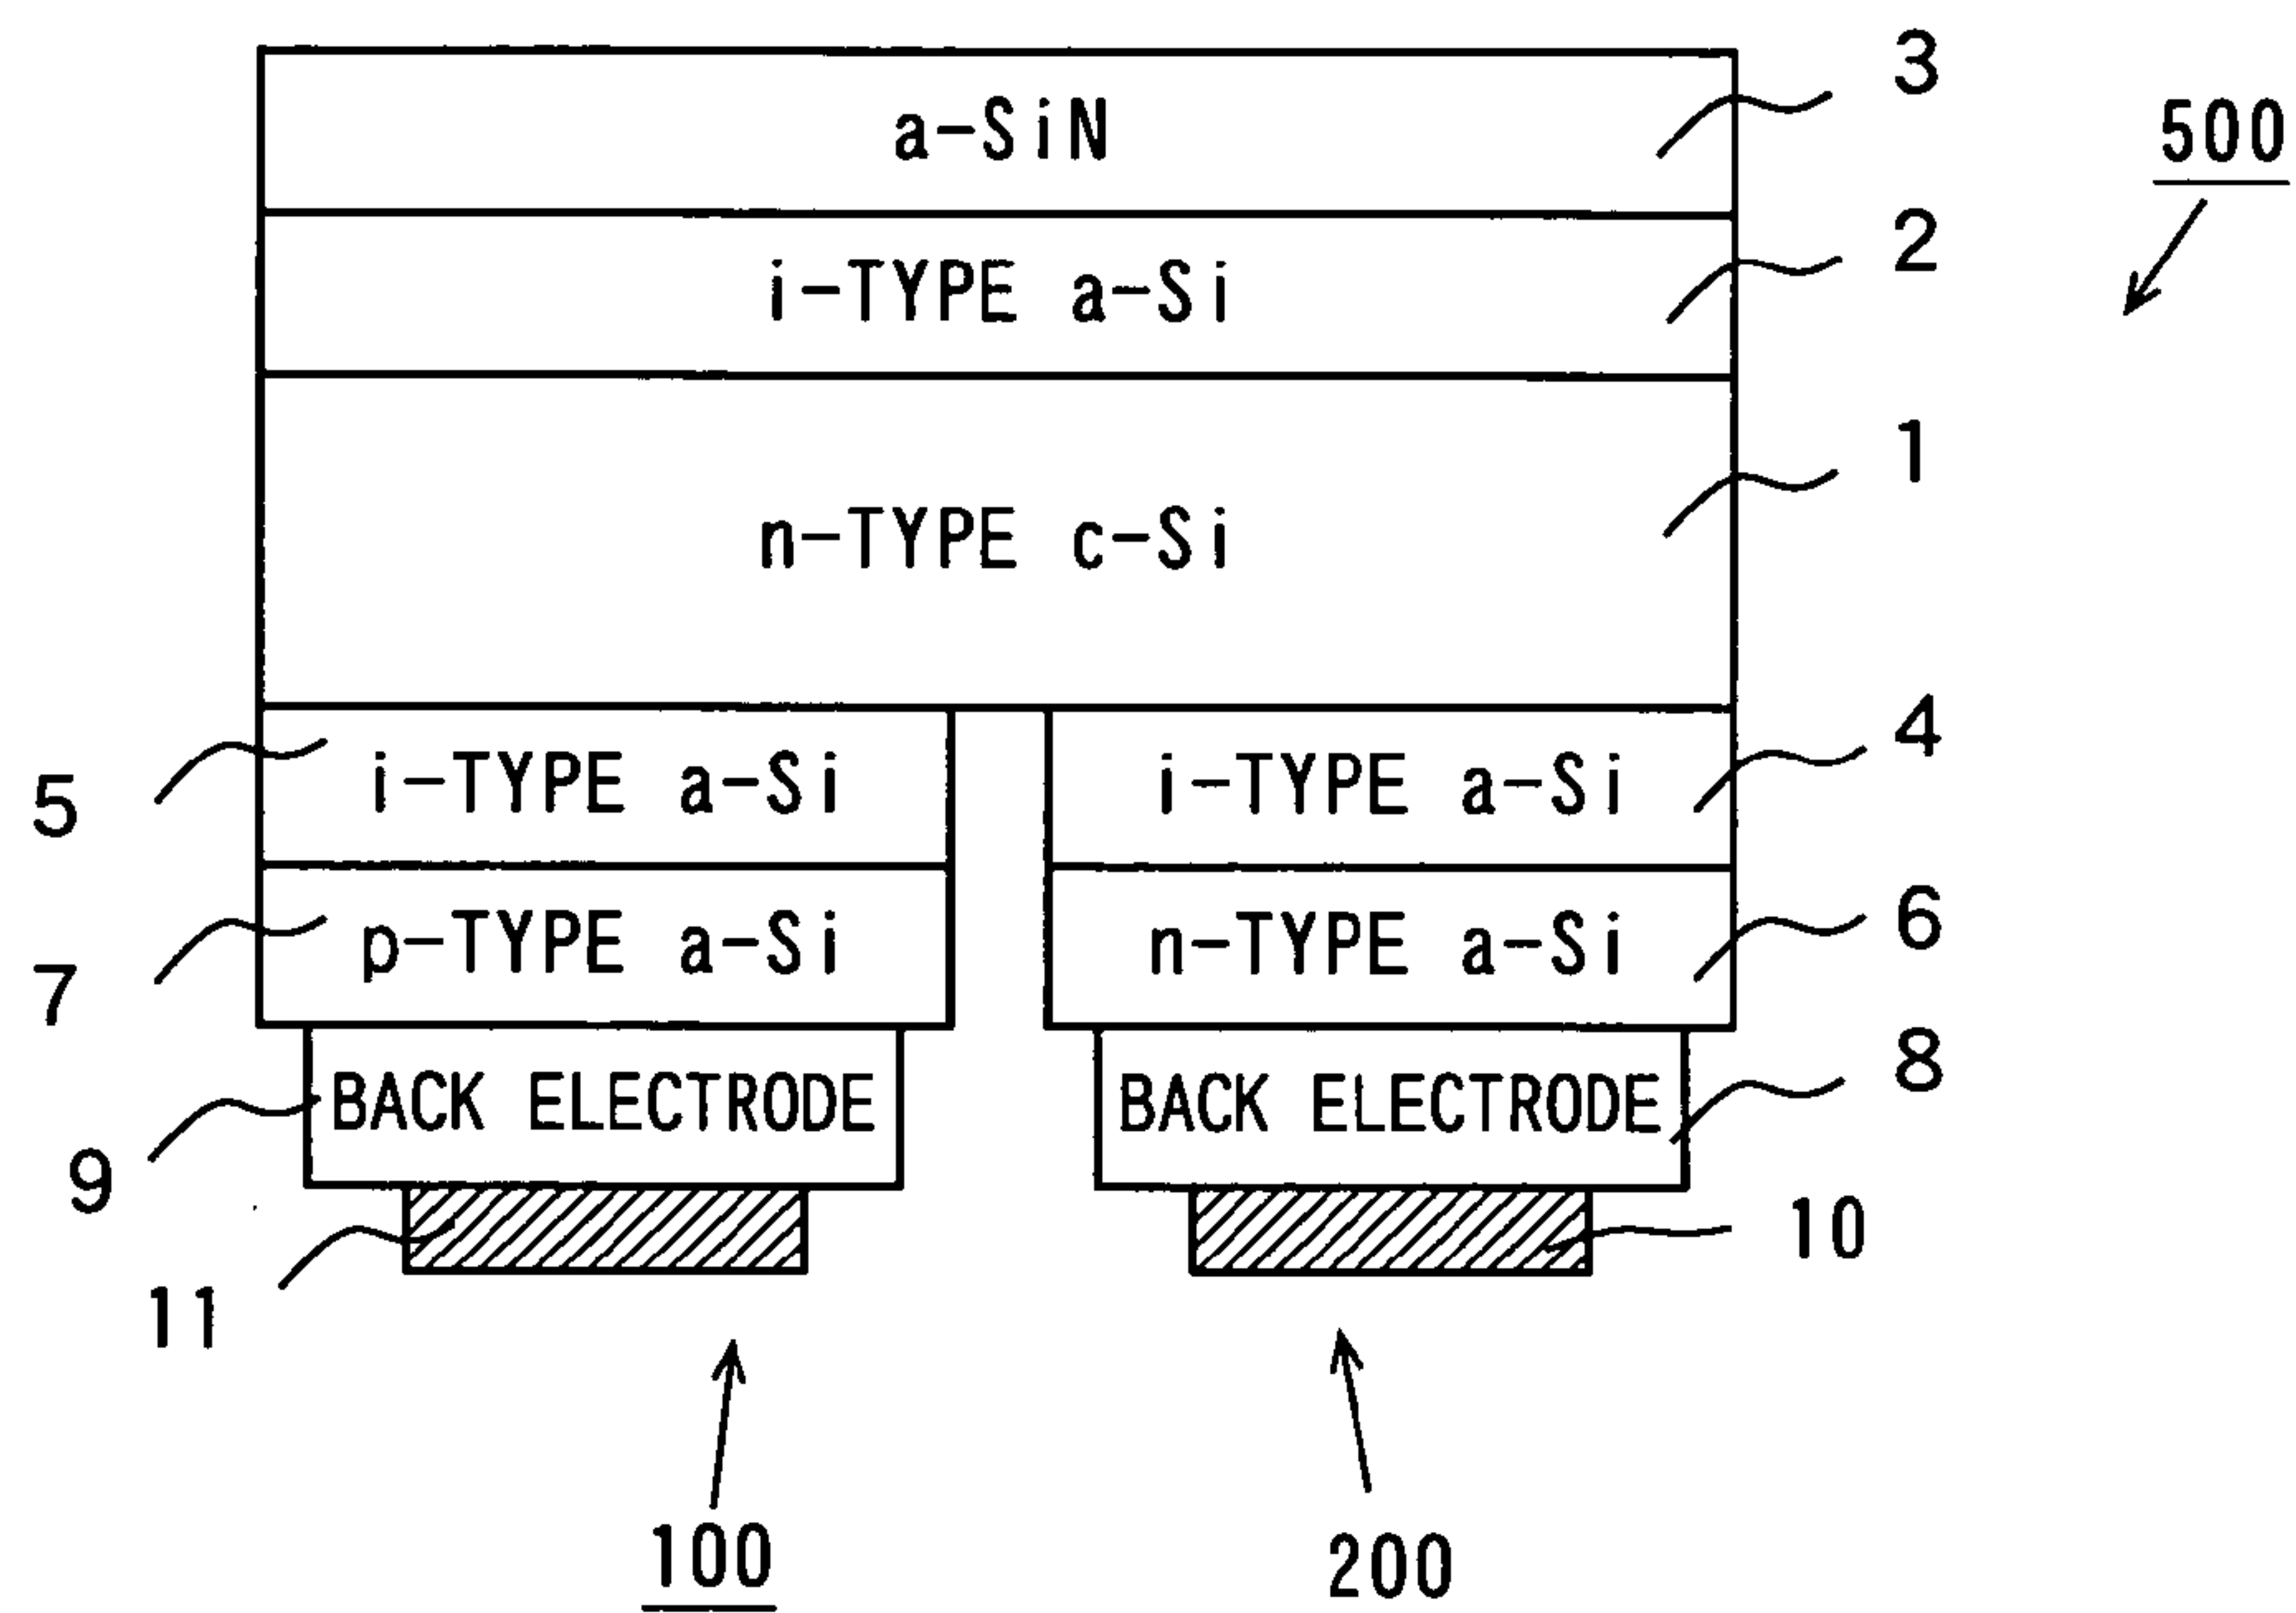 3
a-SiN
500
2
i-TYPE a-Si
1
n-TYPE c-Si
4
i-TYPE a-Si i-TYPE a-Si
5
6
p-TYPE a-Si n-TYPE a-Si
7
8
BACK ELECTRODE BACK ELECTRODE
9
10
11
100 200